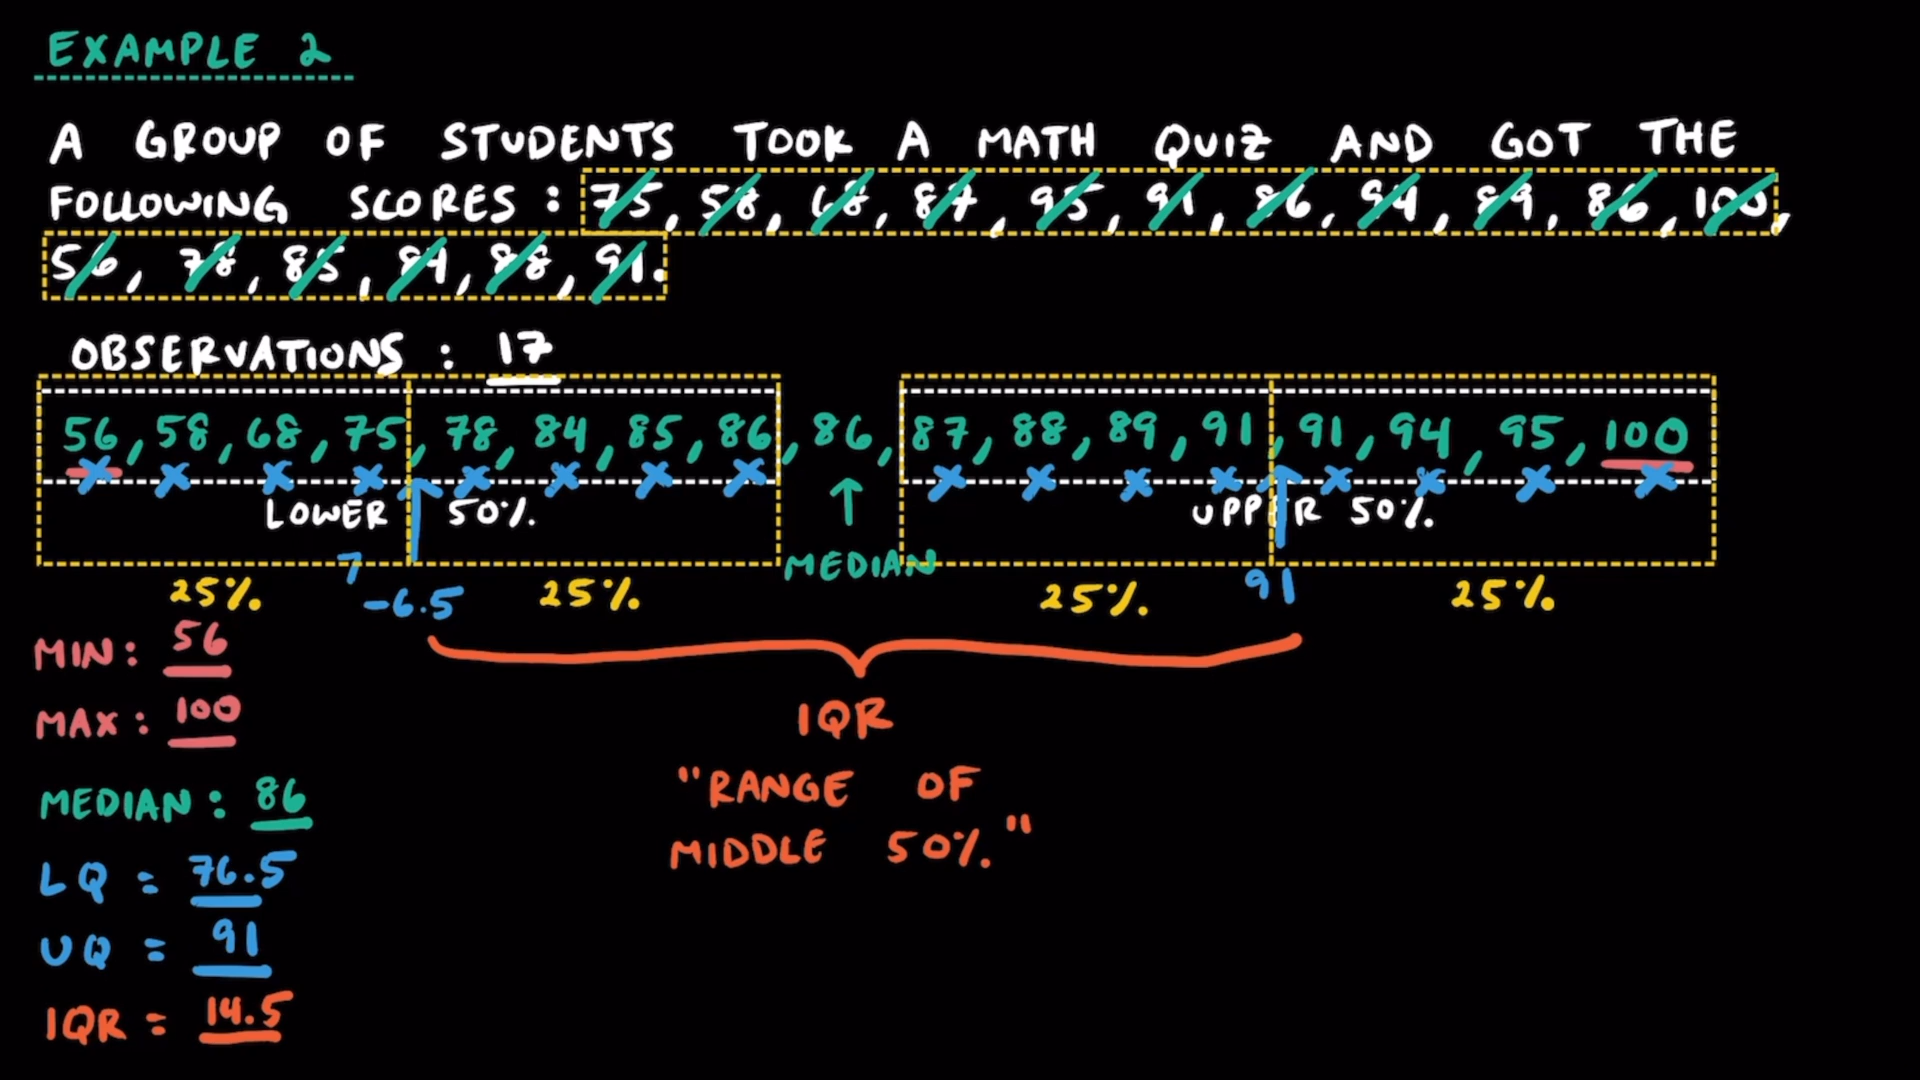 EXAMPLE 2
A GROUP OF STUDENTS TOOK A MATH QUIZ AND GOT THE
FOLLOWING SCORES : 75, 58, 68, 87, 95, 91, 86, 94, 89, 86, 100,
56, 78, 85, 84, 88, 91.
OBSERVATIONS : 17
56, 58, 68, 75, 78, 84, 85, 86, 86, 87, 88, 89, 91, 91, 94, 95, 100
LOWER 50% UPPER 50%
MEDIAN
25% 7 -6.5 25% 25% 91 25%
MIN: 56
MAX: 100
MEDIAN: 86
LQ = 76.5
UQ = 91
IQR = 14.5
IQR
"RANGE OF
MIDDLE 50%."